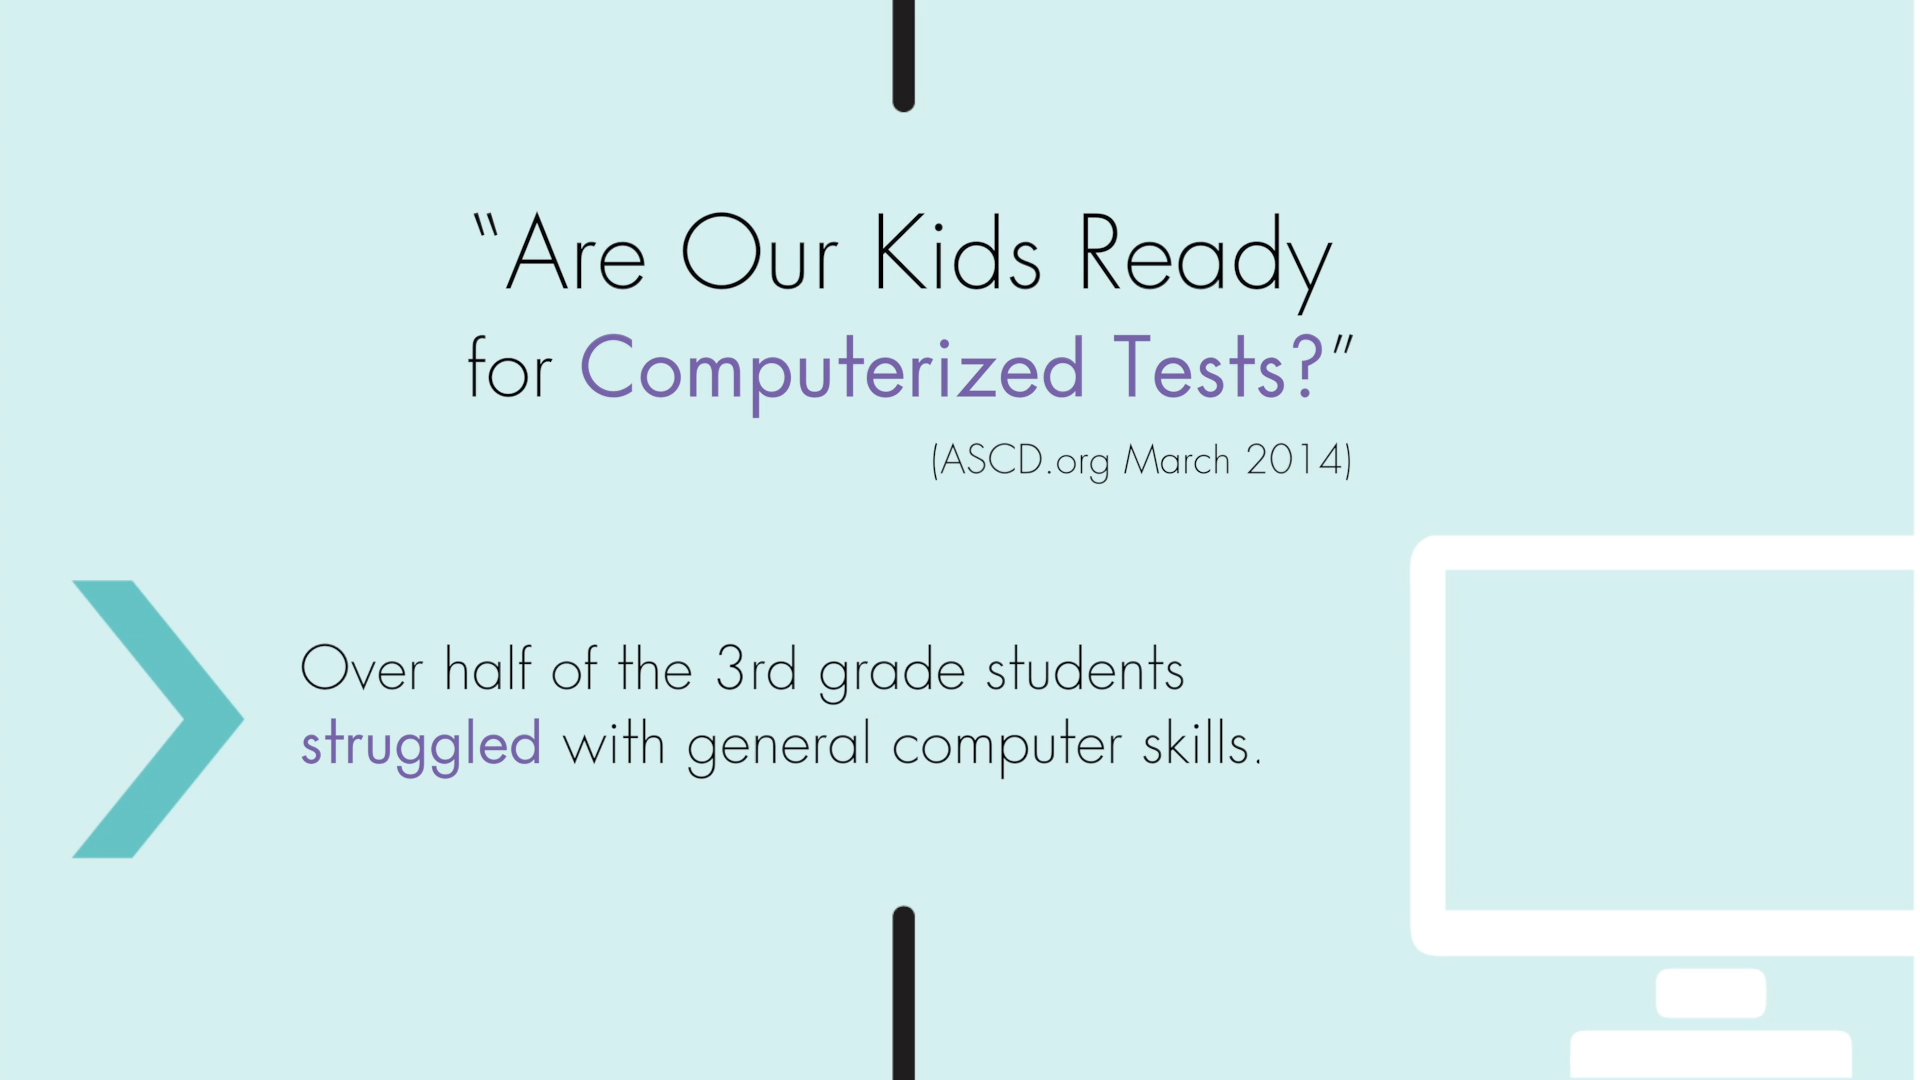 “Are Our Kids Ready
for Computerized Tests?”
(ASCD.org March 2014)
Over half of the 3rd grade students
struggled with general computer skills.